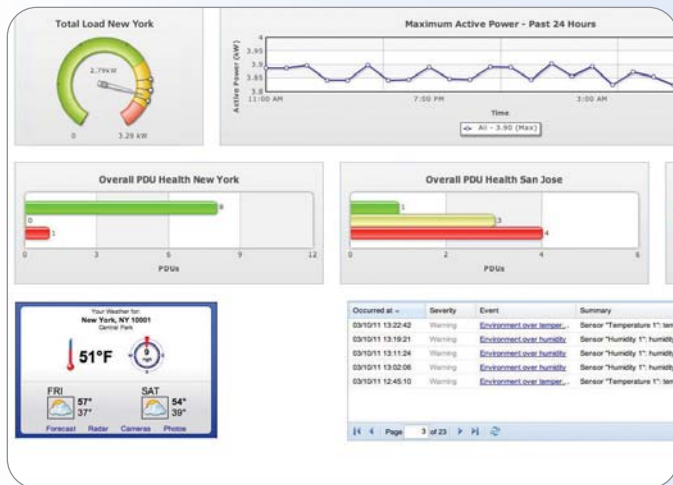 Total Load New York
2.79kW
0
3.29 kW
Maximum Active Power - Past 24 Hours
Active Power (kW)
4
3.95
3.9
3.85
3.8
11:00 AM
7:00 PM
3:00 AM
Time
All - 3.90 (Max)
Overall PDU Health New York
8
0
1
0
3
6
9
12
PDUs
Overall PDU Health San Jose
1
3
4
0
2
4
6
PDUs
Your Weather for:
New York, NY 10001
Central Park
51°F
9
mph
FRI
57°
37°
SAT
54°
39°
Forecast Radar Cameras Photos
Occurred at Severity Event Summary
03/10/11 13:22:42 Warning Environment over temper... Sensor "Temperature 1": tem
03/10/11 13:19:21 Warning Environment over humidity Sensor "Humidity 1": humidity
03/10/11 13:11:24 Warning Environment over humidity Sensor "Humidity 1": humidity
03/10/11 13:02:06 Warning Environment over humidity Sensor "Humidity 1": humidity
03/10/11 12:45:10 Warning Environment over temper... Sensor "Temperature 1": tem
Page 3 of 23